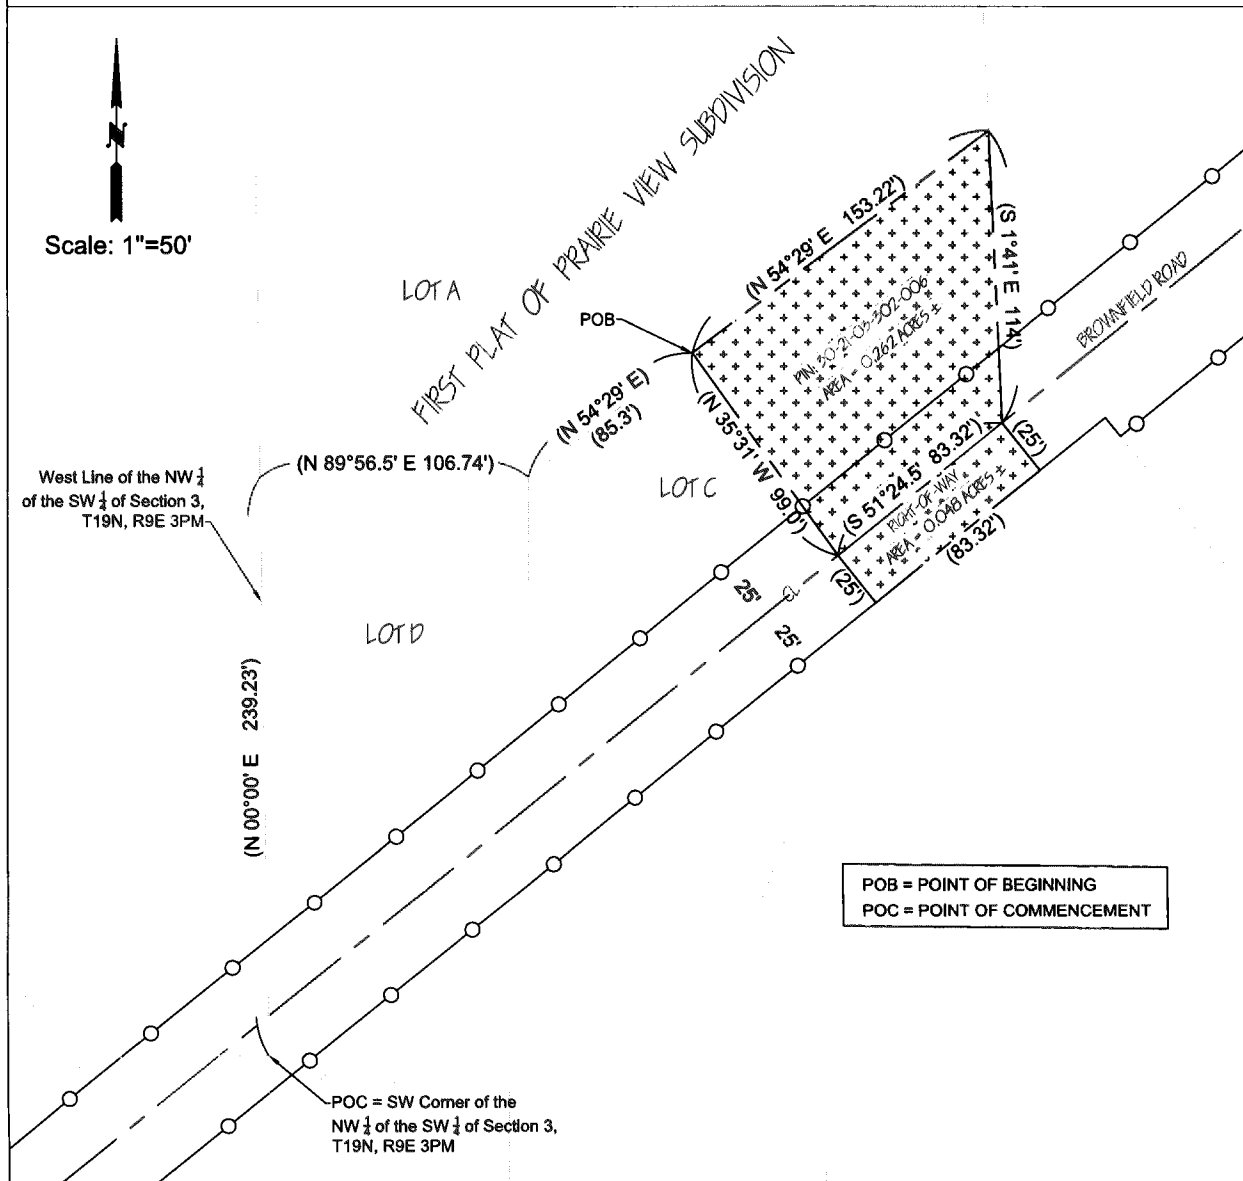 N
Scale: 1"=50'
FIRST PLAT OF PRAIRIE VIEW SUBDIVISION
LOT A
POB
(N 54°29' E 153.22')
(S 1°41' E 114')
PIN: 30-21-03-302-006
AREA = 0.262 ACRES ±
BROWNFIELD ROAD
(N 54°29' E)
(85.3')
(N 35°31' W 99.0')
(N 89°56.5' E 106.74')
LOT C
West Line of the NW 1/4
of the SW 1/4 of Section 3,
T19N, R9E 3PM
(S 51°24.5' 83.32')
(25')
RIGHT-OF-WAY
AREA = 0.048 ACRES ±
(83.32')
(25')
25'
CL
25'
LOT D
(N 00°00' E 239.23')
POB = POINT OF BEGINNING
POC = POINT OF COMMENCEMENT
POC = SW Corner of the
NW 1/4 of the SW 1/4 of Section 3,
T19N, R9E 3PM